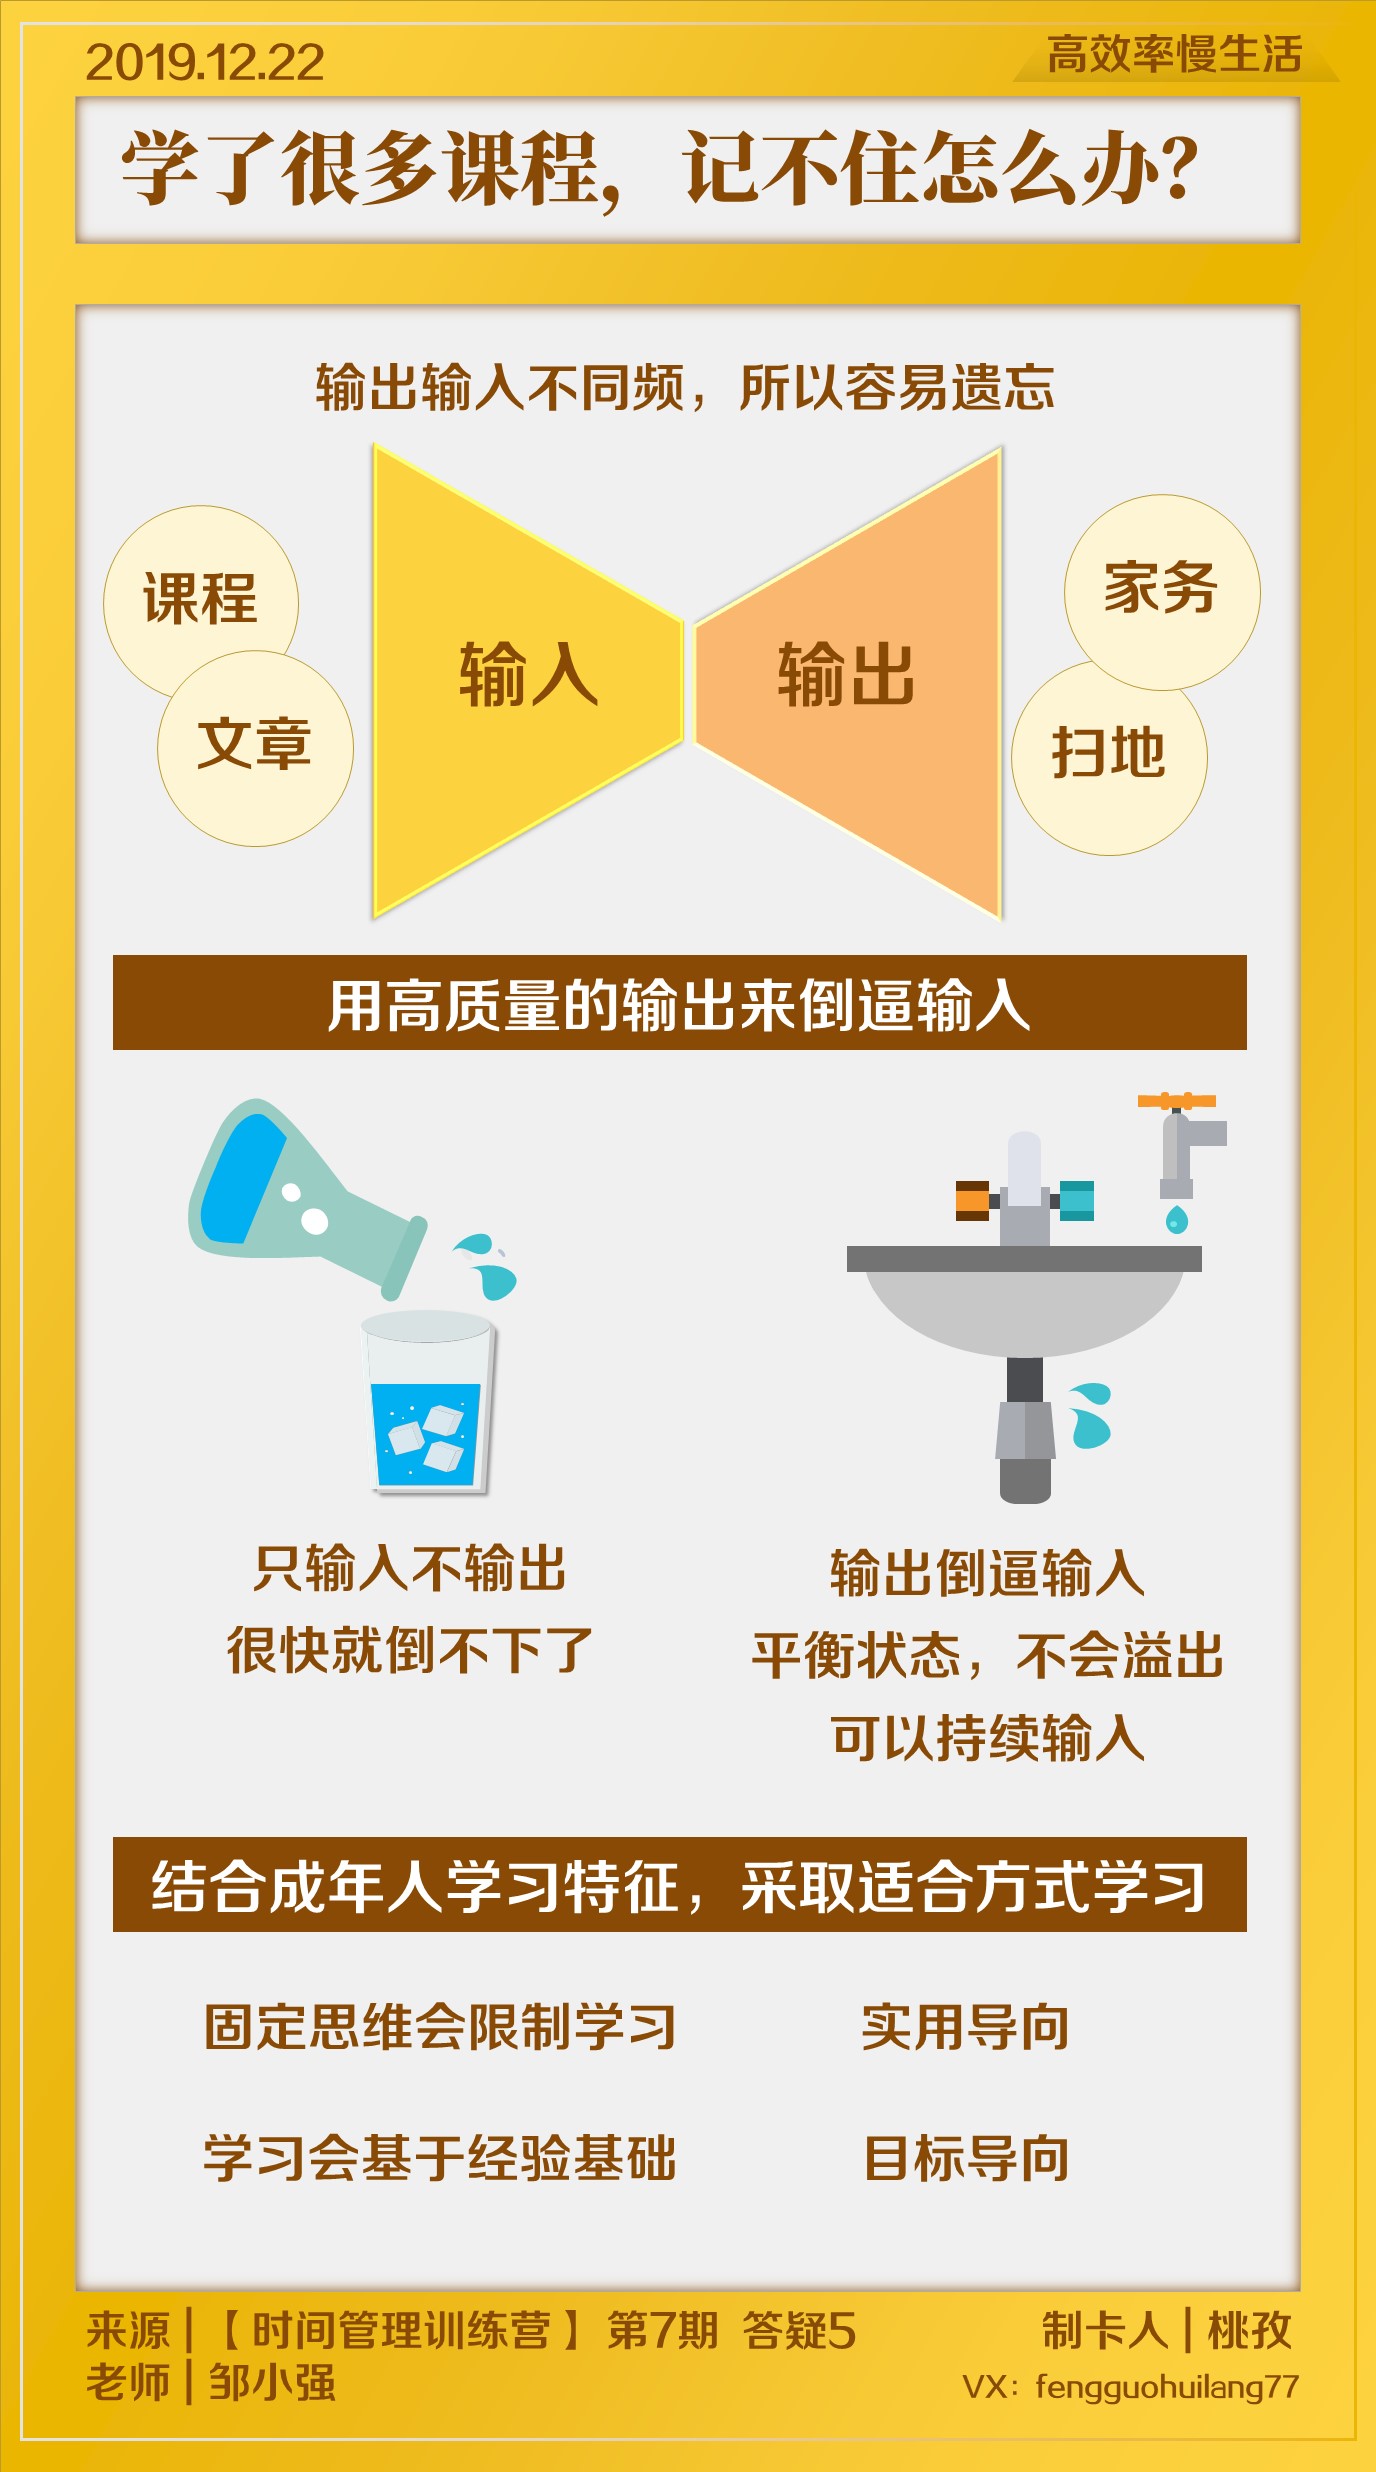 2019.12.22
高效率慢生活
学了很多课程，记不住怎么办？
输出输入不同频，所以容易遗忘
课程
文章
输入
输出
家务
扫地
用高质量的输出来倒逼输入
只输入不输出
很快就倒不下了
输出倒逼输入
平衡状态，不会溢出
可以持续输入
结合成年人学习特征，采取适合方式学习
固定思维会限制学习
实用导向
学习会基于经验基础
目标导向
来源|【时间管理训练营】第7期 答疑5
老师|邹小强
制卡人|桃孜
VX：fengguohuilang77